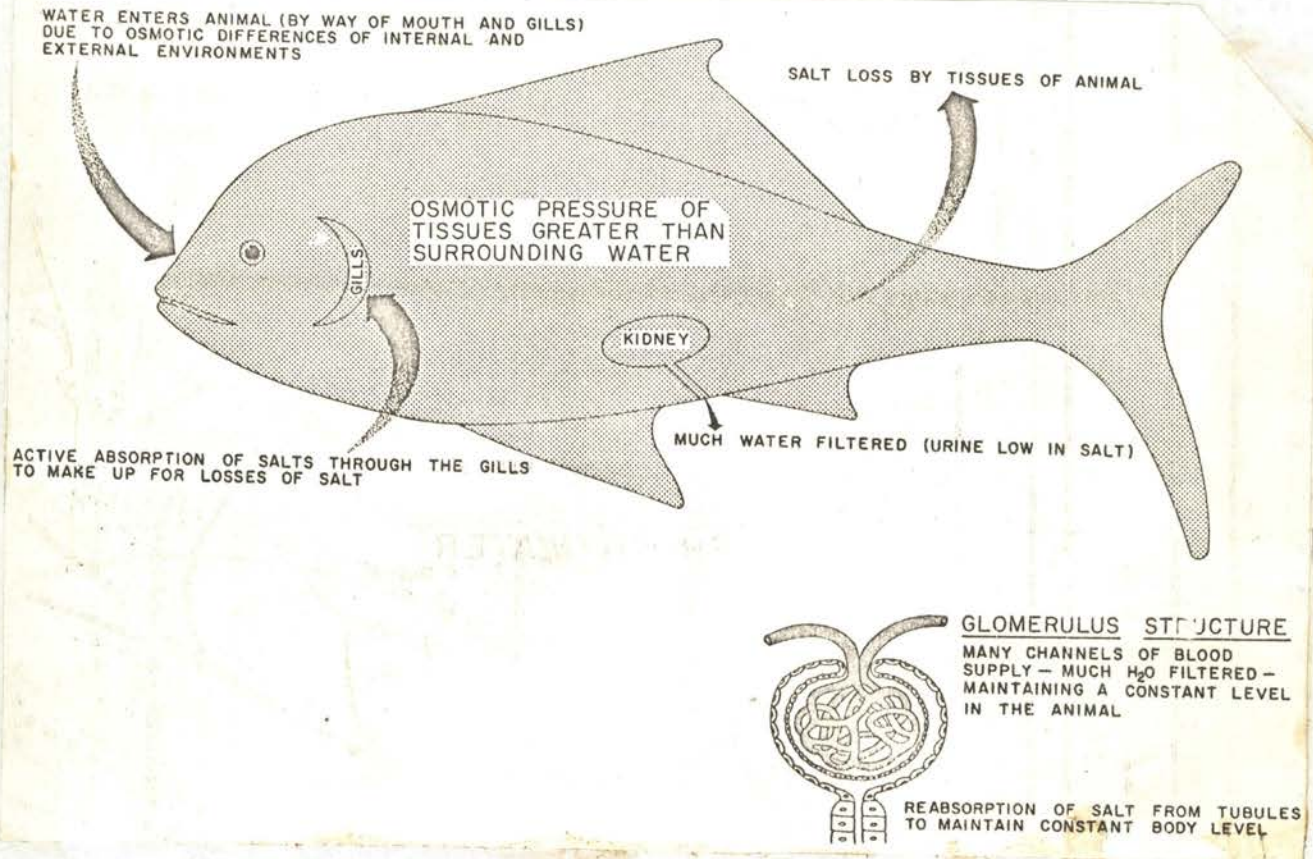 WATER ENTERS ANIMAL (BY WAY OF MOUTH AND GILLS)
DUE TO OSMOTIC DIFFERENCES OF INTERNAL AND
EXTERNAL ENVIRONMENTS
SALT LOSS BY TISSUES OF ANIMAL
OSMOTIC PRESSURE OF
TISSUES GREATER THAN
SURROUNDING WATER
GILLS
KIDNEY
MUCH WATER FILTERED (URINE LOW IN SALT)
ACTIVE ABSORPTION OF SALTS THROUGH THE GILLS
TO MAKE UP FOR LOSSES OF SALT
GLOMERULUS STRUCTURE
MANY CHANNELS OF BLOOD
SUPPLY – MUCH H₂O FILTERED –
MAINTAINING A CONSTANT LEVEL
IN THE ANIMAL
REABSORPTION OF SALT FROM TUBULES
TO MAINTAIN CONSTANT BODY LEVEL